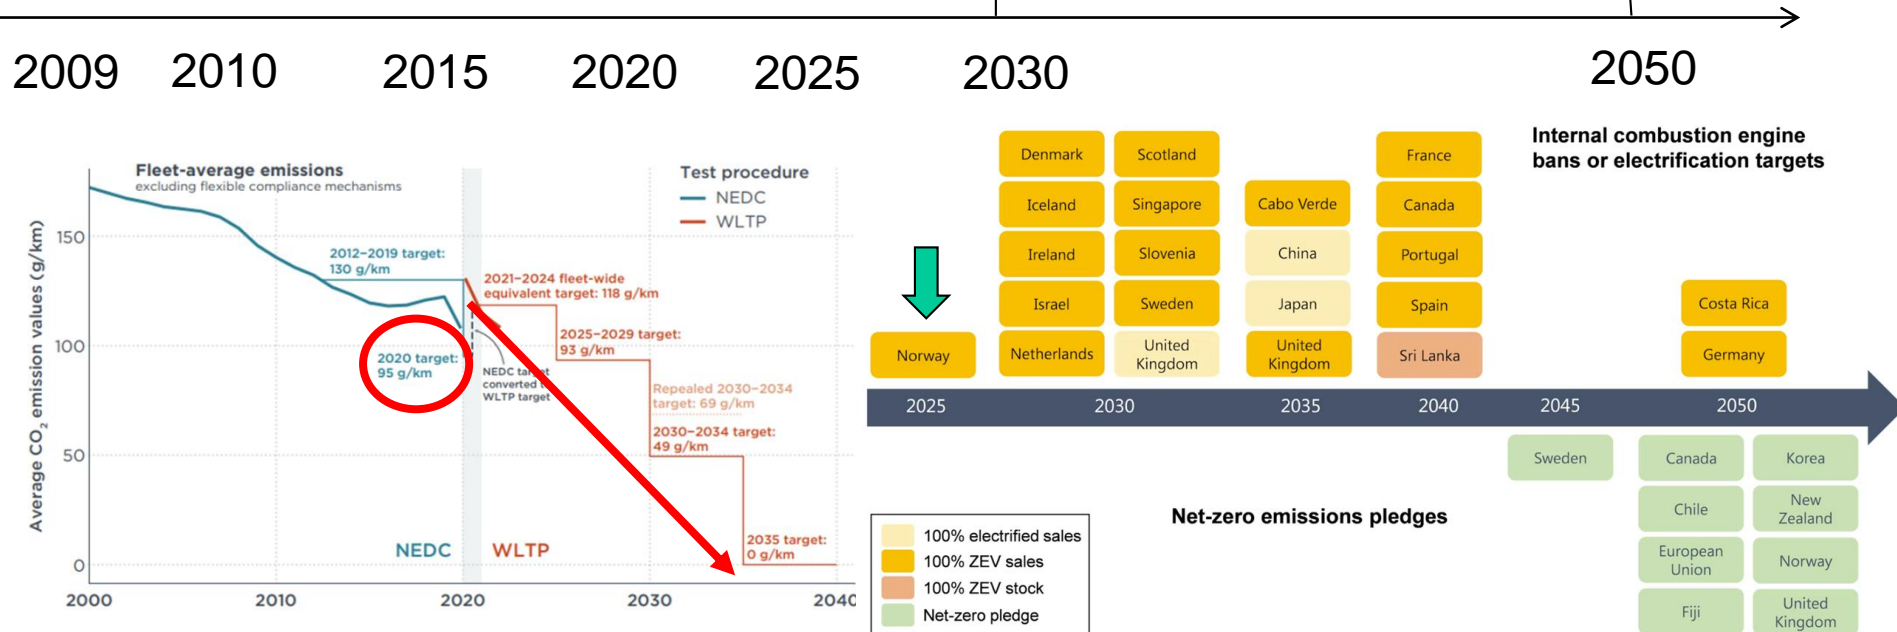 2009 2010 2015 2020 2025 2030 2050
Fleet-average emissions
excluding flexible compliance mechanisms
Test procedure
NEDC
WLTP
Average CO₂ emission values (g/km)
150
100
50
0
2012–2019 target:
130 g/km
2021–2024 fleet-wide
equivalent target: 118 g/km
2020 target:
95 g/km
NEDC target
converted t
WLTP target
2025–2029 target:
93 g/km
Repealed 2030–2034
target: 69 g/km
2030–2034 target:
49 g/km
2035 target:
0 g/km
NEDC WLTP
2000 2010 2020 2030 2040
Internal combustion engine
bans or electrification targets
Norway
Denmark
Iceland
Ireland
Israel
Netherlands
Scotland
Singapore
Slovenia
Sweden
United
Kingdom
Cabo Verde
China
Japan
United
Kingdom
France
Canada
Portugal
Spain
Sri Lanka
Costa Rica
Germany
2025 2030 2035 2040 2045 2050
Sweden
Canada
Chile
European
Union
Fiji
Korea
New
Zealand
Norway
United
Kingdom
Net-zero emissions pledges
100% electrified sales
100% ZEV sales
100% ZEV stock
Net-zero pledge